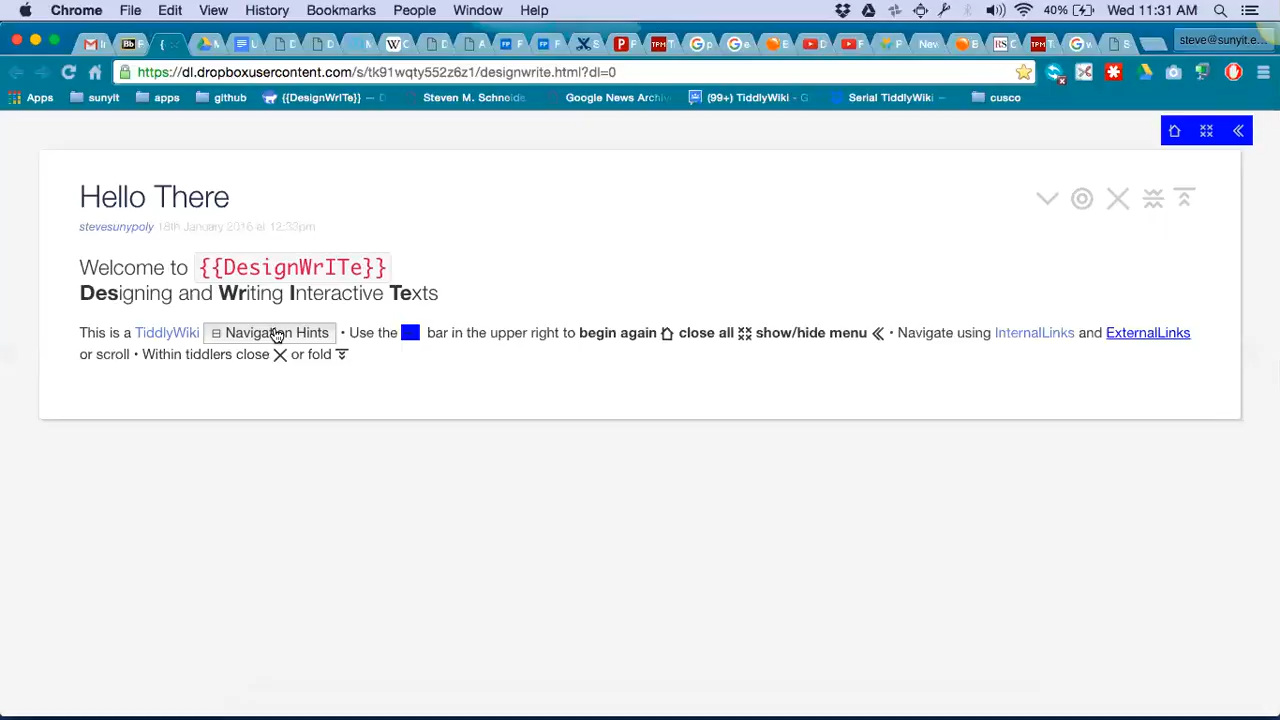 Chrome File Edit View History Bookmarks People Window Help 40% Wed 11:31 AM
steve@sunyit.e...
https://dl.dropboxusercontent.com/s/tk91wqty552z6z1/designwrite.html?dl=0
Apps sunyit apps github {{DesignWrITe}} — Steven M. Schneide Google News Archiv (99+) TiddlyWiki - G Serial TiddlyWiki – cusco
Hello There
stevesunypoly 18th January 2016 at 12:33pm
Welcome to {{DesignWrITe}}
Designing and Writing Interactive Texts
This is a TiddlyWiki Navigation Hints • Use the bar in the upper right to begin again close all show/hide menu • Navigate using InternalLinks and ExternalLinks
or scroll • Within tiddlers close or fold